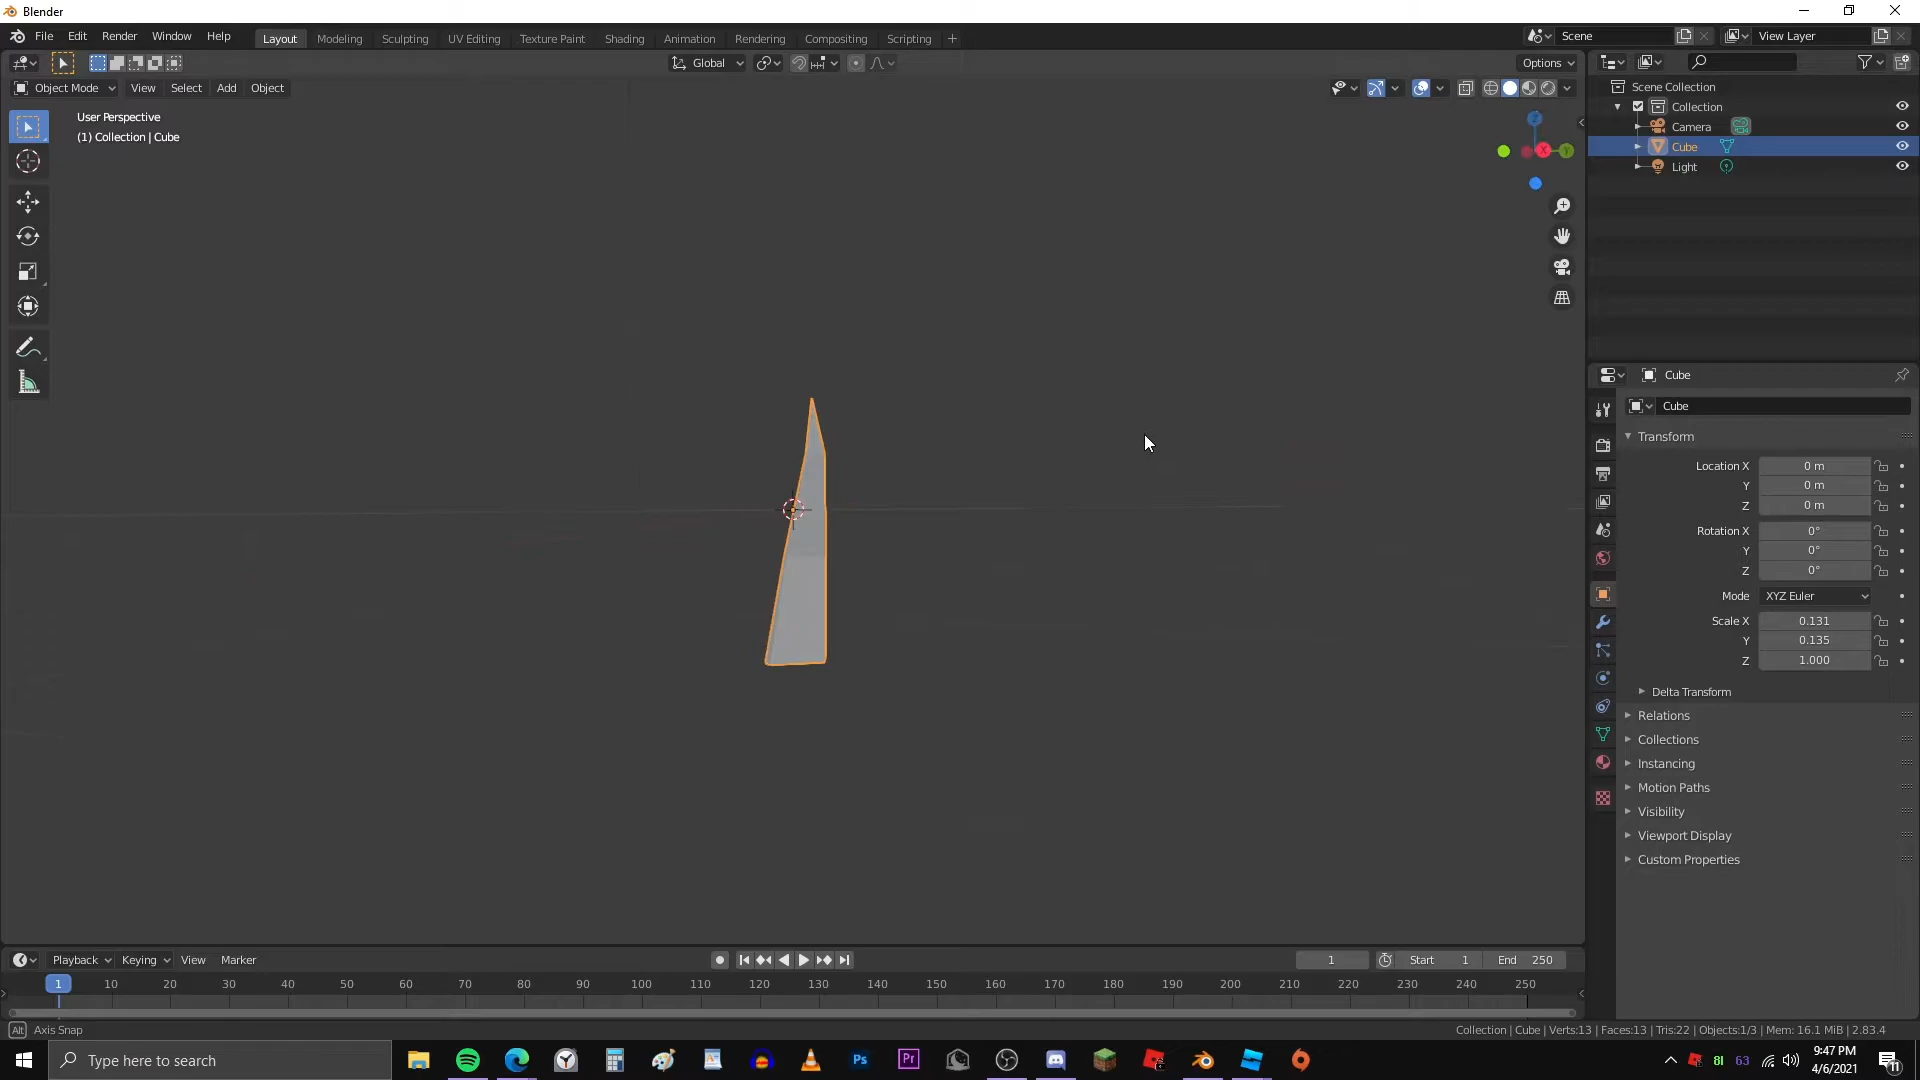 Blender
File Edit Render Window Help
Layout Modeling Sculpting UV Editing Texture Paint Shading Animation Rendering Compositing Scripting +
Scene
View Layer
Global
Options
Object Mode View Select Add Object
User Perspective
(1) Collection | Cube
Scene Collection
Collection
Camera
Cube
Light
Cube
Cube
Transform
Location X 0 m
Y 0 m
Z 0 m
Rotation X 0°
Y 0°
Z 0°
Mode XYZ Euler
Scale X 0.131
Y 0.135
Z 1.000
Delta Transform
Relations
Collections
Instancing
Motion Paths
Visibility
Viewport Display
Custom Properties
Playback Keying View Marker
1 Start 1 End 250
1 10 20 30 40 50 60 70 80 90 100 110 120 130 140 150 160 170 180 190 200 210 220 230 240 250
Alt Axis Snap
Collection | Cube | Verts:13 | Faces:13 | Tris:22 | Objects:1/3 | Mem: 16.1 MiB | 2.83.4
Type here to search
Ps
Pr
81 63
9:47 PM
4/6/2021
11